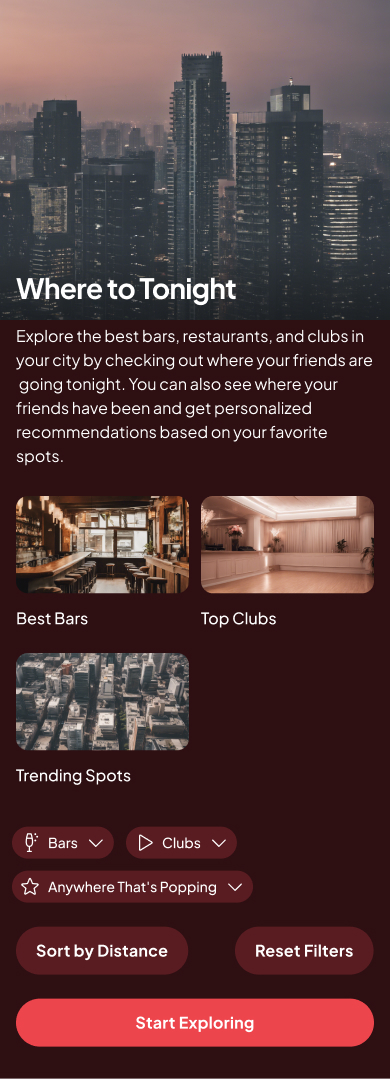 Where to Tonight
Explore the best bars, restaurants, and clubs in
your city by checking out where your friends are
going tonight. You can also see where your
friends have been and get personalized
recommendations based on your favorite
spots.
Best Bars
Top Clubs
Trending Spots
Bars
Clubs
Anywhere That's Popping
Sort by Distance
Reset Filters
Start Exploring